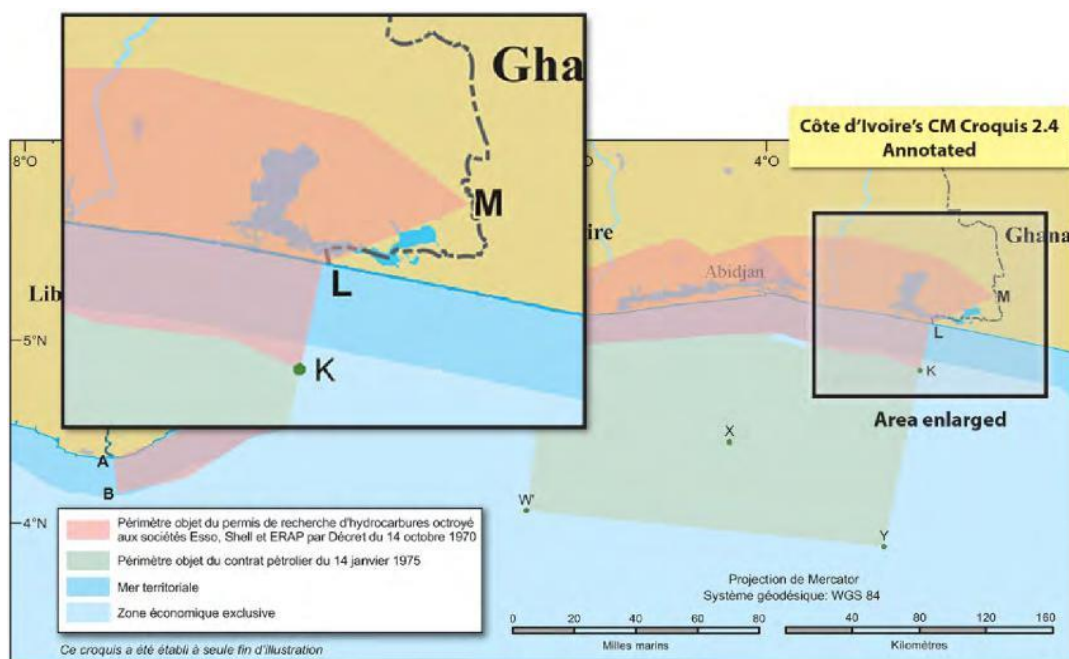 Gha
M
L
K
Côte d'Ivoire's CM Croquis 2.4
Annotated
8°O
O
4°O
ire
Ghana
Abidjan
M
Lib
L
5°N
K
Area enlarged
A
X
B
W'
4°N
Y
Périmètre objet du permis de recherche d'hydrocarbures octroyé
aux sociétés Esso, Shell et ERAP par Décret du 14 octobre 1970
Périmètre objet du contrat pétrolier du 14 janvier 1975
Mer territoriale
Zone économique exclusive
Projection de Mercator
Système géodésique: WGS 84
0 20 40 60 80
Milles marins
0 40 80 120 160
Kilomètres
Ce croquis a été établi à seule fin d'illustration